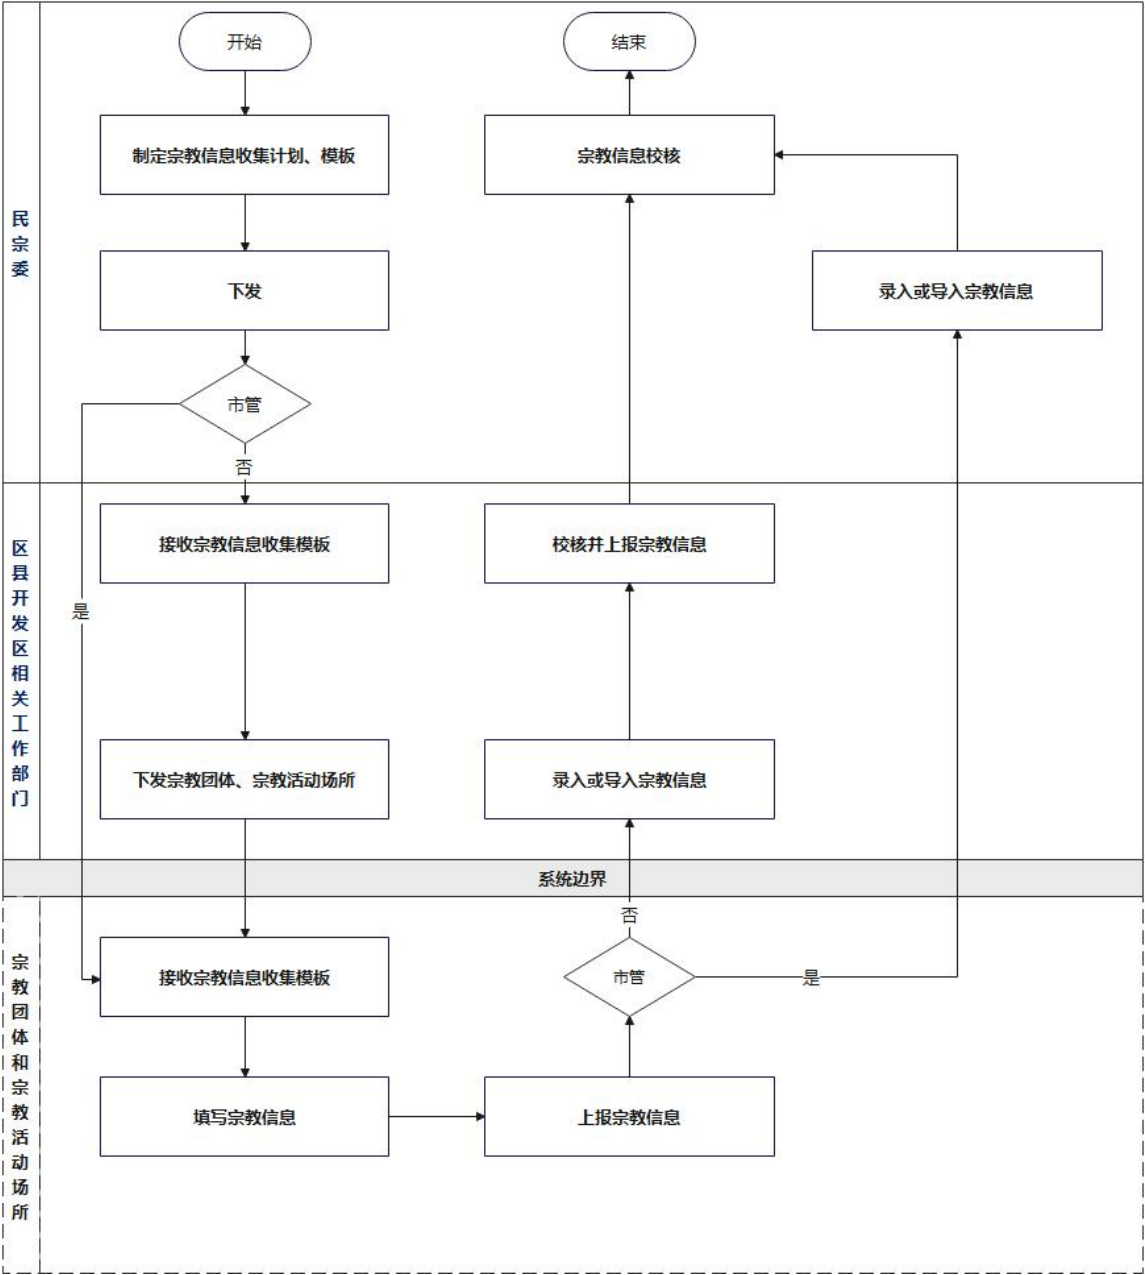 民宗委
开始
结束
制定宗教信息收集计划、模板
宗教信息校核
下发
录入或导入宗教信息
市管
否
是
区县开发区相关工作部门
接收宗教信息收集模板
校核并上报宗教信息
下发宗教团体、宗教活动场所
录入或导入宗教信息
系统边界
宗教团体和宗教活动场所
否
接收宗教信息收集模板
市管
是
填写宗教信息
上报宗教信息